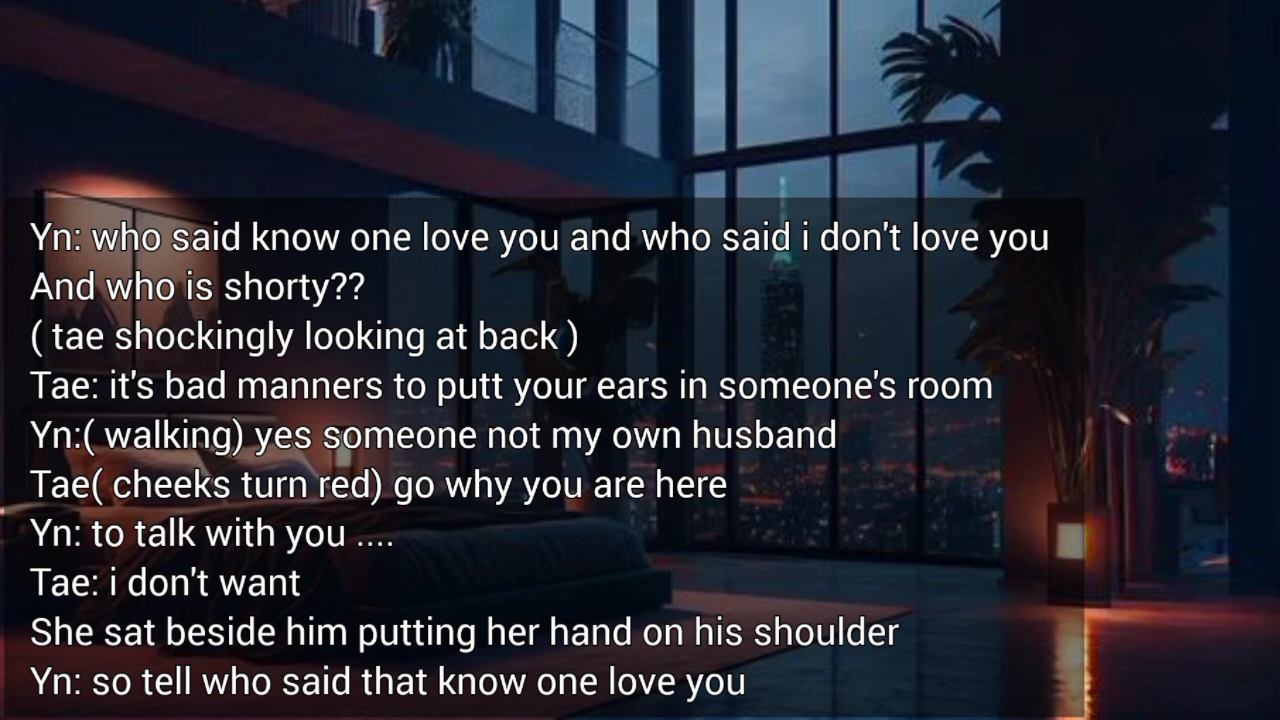 Yn: who said know one love you and who said i don't love you
And who is shorty??
( tae shockingly looking at back )
Tae: it's bad manners to putt your ears in someone's room
Yn:( walking) yes someone not my own husband
Tae( cheeks turn red) go why you are here
Yn: to talk with you ....
Tae: i don't want
She sat beside him putting her hand on his shoulder
Yn: so tell who said that know one love you